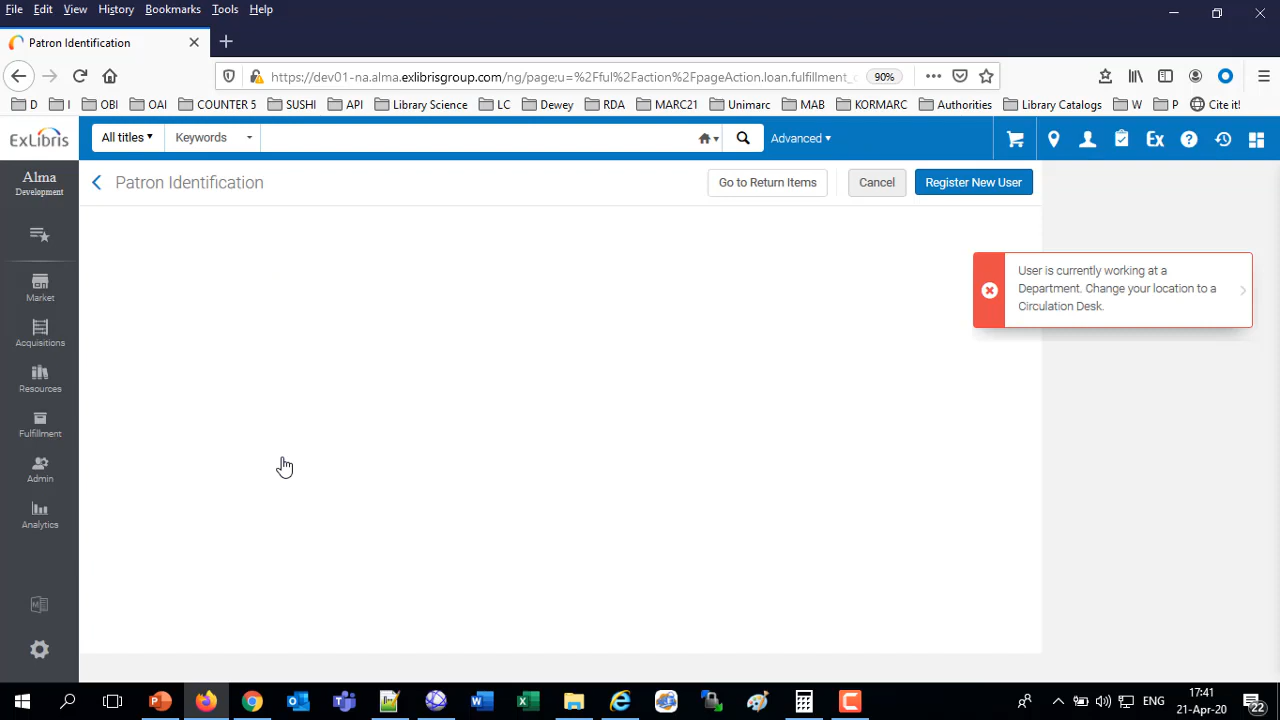 File Edit View History Bookmarks Tools Help
Patron Identification
https://dev01-na.alma.exlibrisgroup.com/ng/page;u=%2Fful%2Faction%2FpageAction.loan.fulfillment_ 90%
D I OBI OAI COUNTER 5 SUSHI API Library Science LC Dewey RDA MARC21 Unimarc MAB KORMARC Authorities Library Catalogs W P Cite it!
ExLibris All titles Keywords Advanced Ex
Alma
Development
Patron Identification Go to Return Items Cancel Register New User
User is currently working at a
Department. Change your location to a
Circulation Desk.
Market
Acquisitions
Resources
Fulfillment
Admin
Analytics
ENG
17:41
21-Apr-20
22